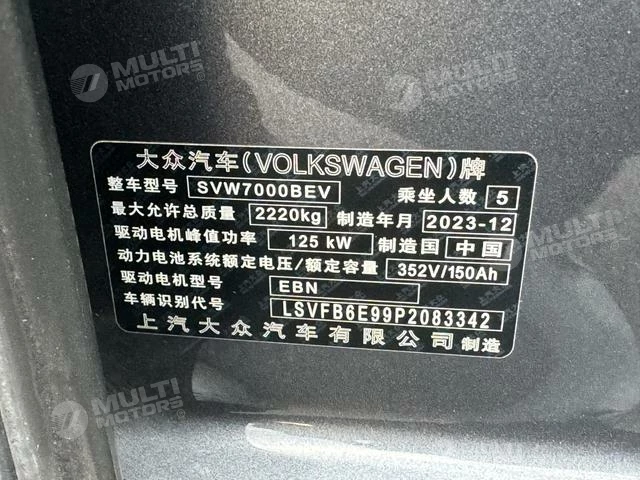 MULTI MOTORS
MULTI MOTORS
大众汽车(VOLKSWAGEN)牌
整车型号 SVW7000BEV 乘坐人数 5
最大允许总质量 2220kg 制造年月 2023-12
驱动电机峰值功率 125 kW 制造国 中国
动力电池系统额定电压/额定容量 352V/150Ah
驱动电机型号 EBN
车辆识别代号 LSVFB6E99P2083342
上汽大众汽车有限公司 制造
MULTI MOTORS
MULTI MOTORS